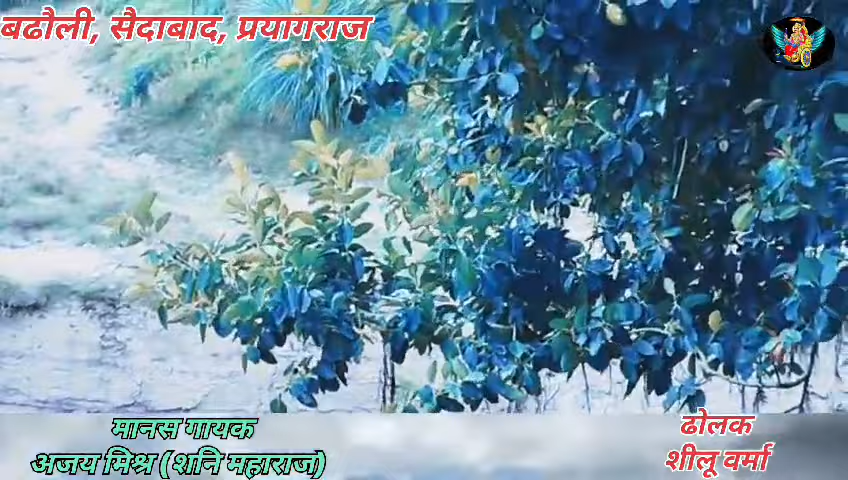 बढौली, सैदाबाद, प्रयागराज
मानस गायक
अजय मिश्र (शनि महाराज)
ढोलक
शीलू वर्मा